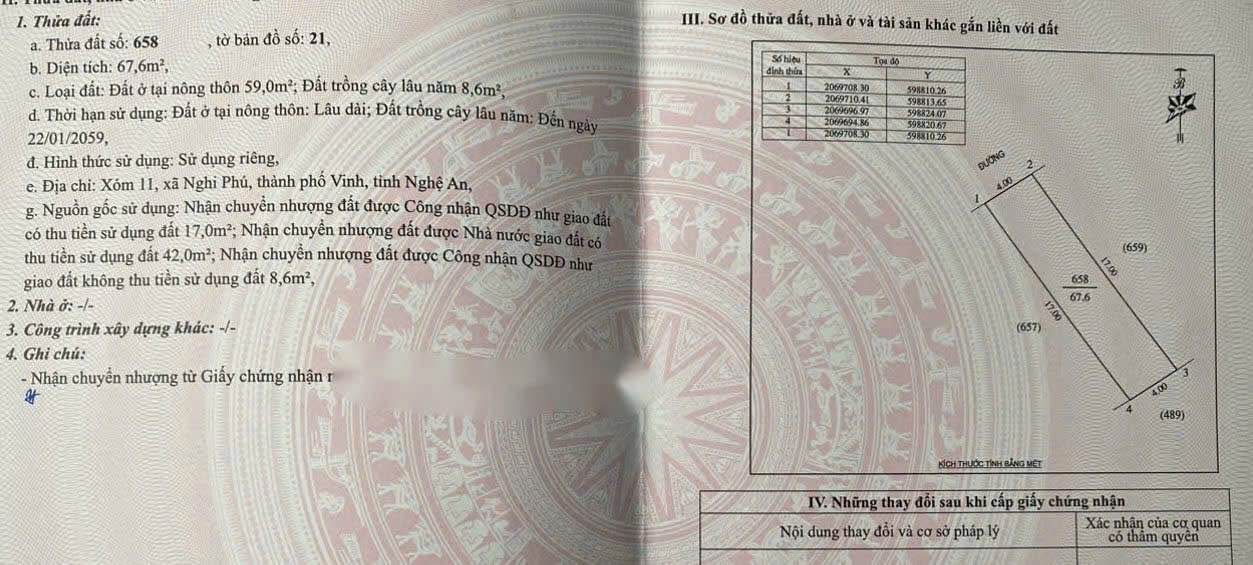 1. Thửa đất:
a. Thửa đất số: 658 , tờ bản đồ số: 21,
b. Diện tích: 67,6m²,
c. Loại đất: Đất ở tại nông thôn 59,0m²; Đất trồng cây lâu năm 8,6m²,
d. Thời hạn sử dụng: Đất ở tại nông thôn: Lâu dài; Đất trồng cây lâu năm: Đến ngày
22/01/2059,
đ. Hình thức sử dụng: Sử dụng riêng,
e. Địa chỉ: Xóm 11, xã Nghi Phú, thành phố Vinh, tỉnh Nghệ An,
g. Nguồn gốc sử dụng: Nhận chuyển nhượng đất được Công nhận QSDĐ như giao đất
có thu tiền sử dụng đất 17,0m²; Nhận chuyển nhượng đất được Nhà nước giao đất có
thu tiền sử dụng đất 42,0m²; Nhận chuyển nhượng đất được Công nhận QSDĐ như
giao đất không thu tiền sử dụng đất 8,6m²,
2. Nhà ở: -/-
3. Công trình xây dựng khác: -/-
4. Ghi chú:
- Nhận chuyển nhượng từ Giấy chứng nhận
III. Sơ đồ thửa đất, nhà ở và tài sản khác gắn liền với đất
Số hiệu đỉnh thửa Tọa độ
X Y
1 2069708.30 598810.26
2 2069710.41 598813.65
3 2069696.97 598824.07
4 2069694.86 598820.67
1 2069708.30 598810.26
ĐƯỜNG
2
4.00
1
(659)
17.00
658
67.6
17.00
(657)
3
4.00
4
(489)
KÍCH THƯỚC TÍNH BẰNG MÉT
IV. Những thay đổi sau khi cấp giấy chứng nhận
Nội dung thay đổi và cơ sở pháp lý
Xác nhận của cơ quan
có thẩm quyền